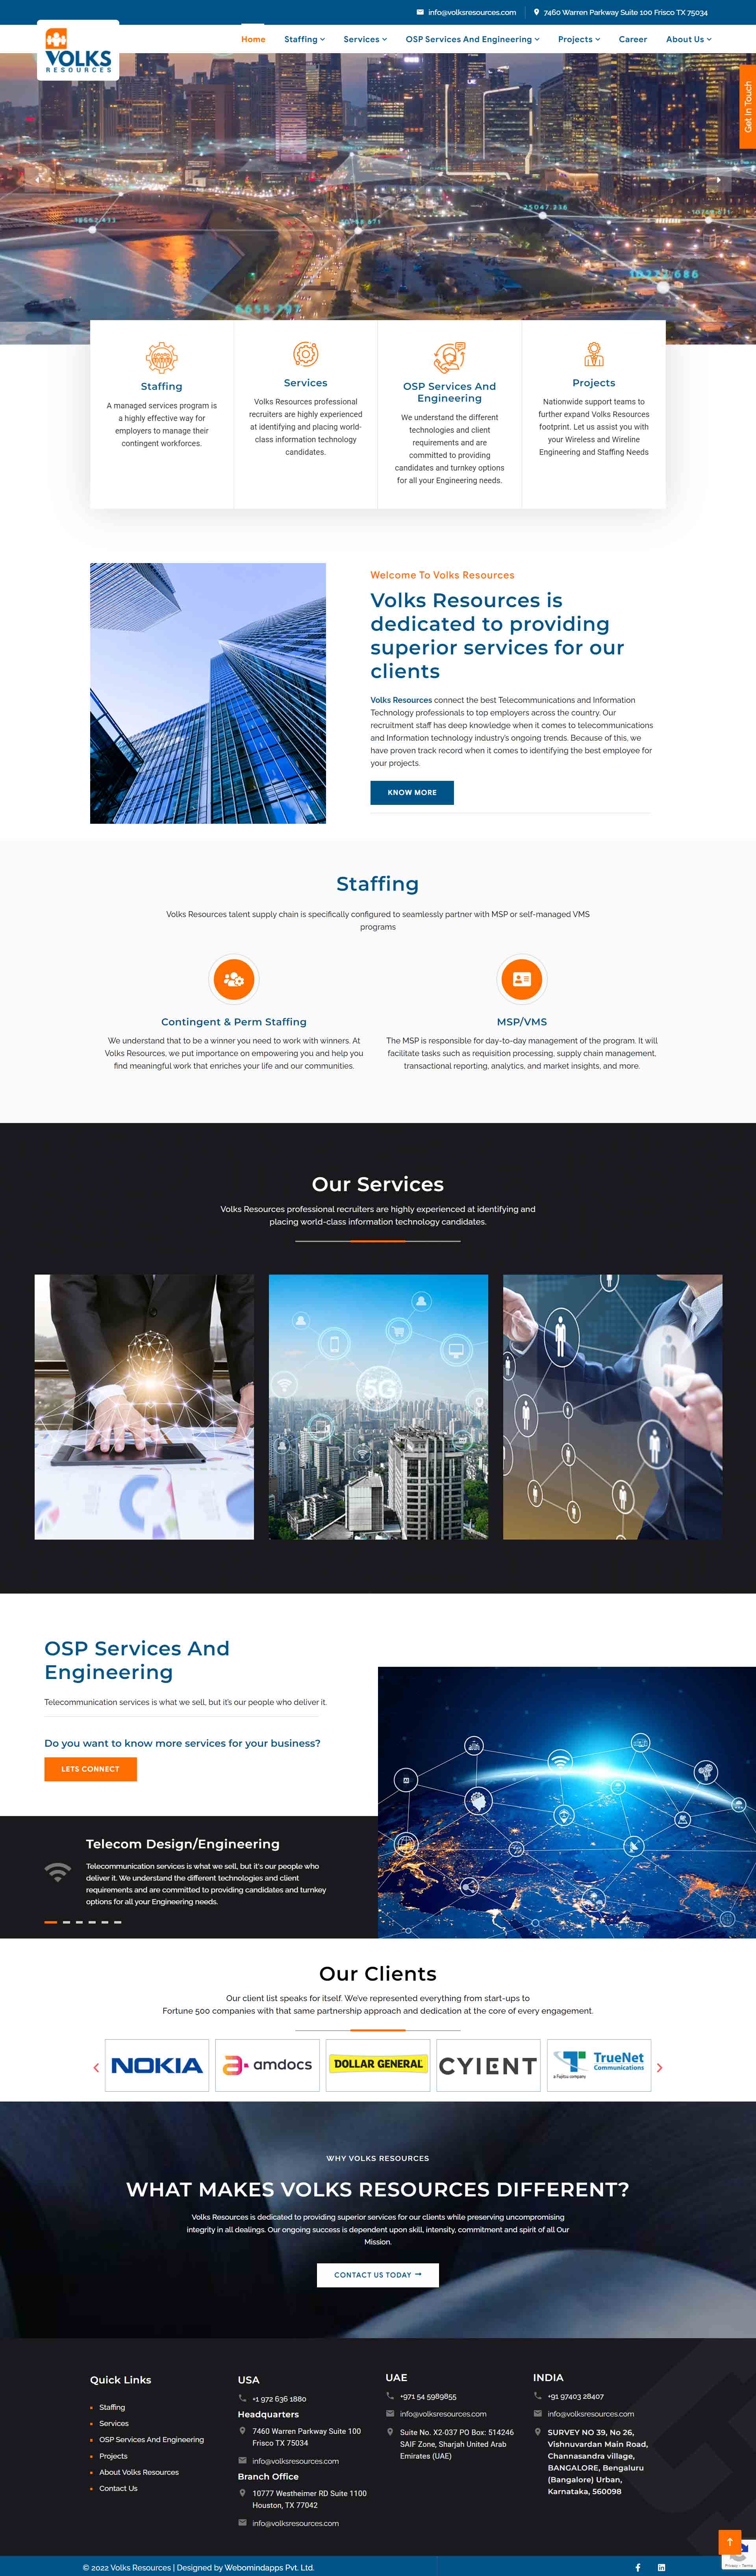 info@volksresources.com
7460 Warren Parkway Suite 100 Frisco TX 75034
VOLKS
RESOURCES
Home
Staffing
Services
OSP Services And Engineering
Projects
Career
About Us
Get In Touch
Staffing
A managed services program is
a highly effective way for
employers to manage their
contingent workforces.
Services
Volks Resources professional
recruiters are highly experienced
at identifying and placing world-
class information technology
candidates.
OSP Services And
Engineering
We understand the different
technologies and client
requirements and are
committed to providing
candidates and turnkey options
for all your Engineering needs.
Projects
Nationwide support teams to
further expand Volks Resources
footprint. Let us assist you with
your Wireless and Wireline
Engineering and Staffing Needs
Welcome To Volks Resources
Volks Resources is
dedicated to providing
superior services for our
clients
Volks Resources connect the best Telecommunications and Information
Technology professionals to top employers across the country. Our
recruitment staff has deep knowledge when it comes to telecommunications
and Information technology industry's ongoing trends. Because of this, we
have proven track record when it comes to identifying the best employee for
your projects.
KNOW MORE
Staffing
Volks Resources talent supply chain is specifically configured to seamlessly partner with MSP or self-managed VMS
programs
Contingent & Perm Staffing
We understand that to be a winner you need to work with winners. At
Volks Resources, we put importance on empowering you and help you
find meaningful work that enriches your life and our communities.
MSP/VMS
The MSP is responsible for day-to-day management of the program. It will
facilitate tasks such as requisition processing, supply chain management,
transactional reporting, analytics, and market insights, and more.
Our Services
Volks Resources professional recruiters are highly experienced at identifying and
placing world-class information technology candidates.
5G
OSP Services And
Engineering
Telecommunication services is what we sell, but it's our people who deliver it.
Do you want to know more services for your business?
LETS CONNECT
Telecom Design/Engineering
Telecommunication services is what we sell, but it's our people who
deliver it. We understand the different technologies and client
requirements and are committed to providing candidates and turnkey
options for all your Engineering needs.
Our Clients
Our client list speaks for itself. We've represented everything from start-ups to
Fortune 500 companies with that same partnership approach and dedication at the core of every engagement.
NOKIA
amdocs
DOLLAR GENERAL
CYIENT
TrueNet
Communications
a Fujitsu company
WHY VOLKS RESOURCES
WHAT MAKES VOLKS RESOURCES DIFFERENT?
Volks Resources is dedicated to providing superior services for our clients while preserving uncompromising
integrity in all dealings. Our ongoing success is dependent upon skill, intensity, commitment and spirit of all Our
Mission.
CONTACT US TODAY
Quick Links
Staffing
Services
OSP Services And Engineering
Projects
About Volks Resources
Contact Us
USA
+1 972 636 1880
Headquarters
7460 Warren Parkway Suite 100
Frisco TX 75034
info@volksresources.com
Branch Office
10777 Westheimer RD Suite 1100
Houston, TX 77042
info@volksresources.com
UAE
+971 54 5989855
info@volksresources.com
Suite No. X2-037 PO Box: 514246
SAIF Zone, Sharjah United Arab
Emirates (UAE)
INDIA
+91 97403 28407
info@volksresources.com
SURVEY NO 39, No 26,
Vishnuvardan Main Road,
Channasandra village,
BANGALORE, Bengaluru
(Bangalore) Urban,
Karnataka, 560098
© 2022 Volks Resources | Designed by Webomindapps Pvt. Ltd.
Privacy - Terms